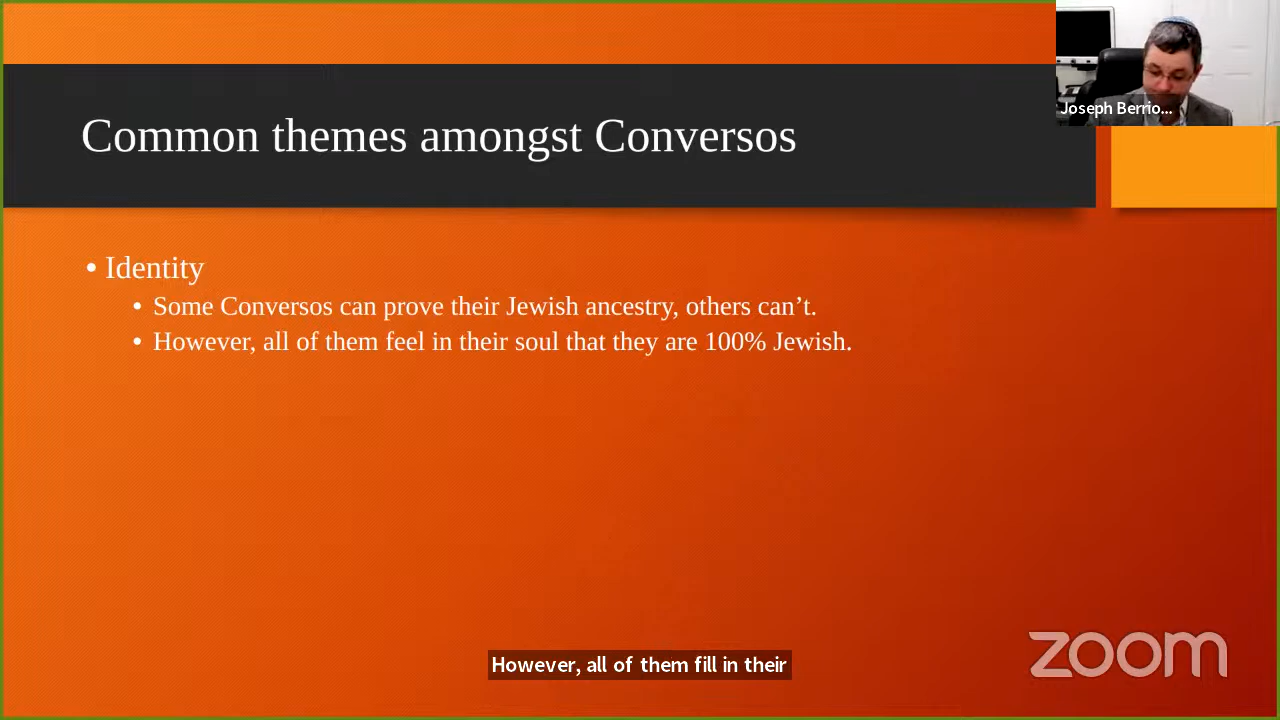 Joseph Berrio...
Common themes amongst Conversos
• Identity
• Some Conversos can prove their Jewish ancestry, others can’t.
• However, all of them feel in their soul that they are 100% Jewish.
However, all of them fill in their
zoom